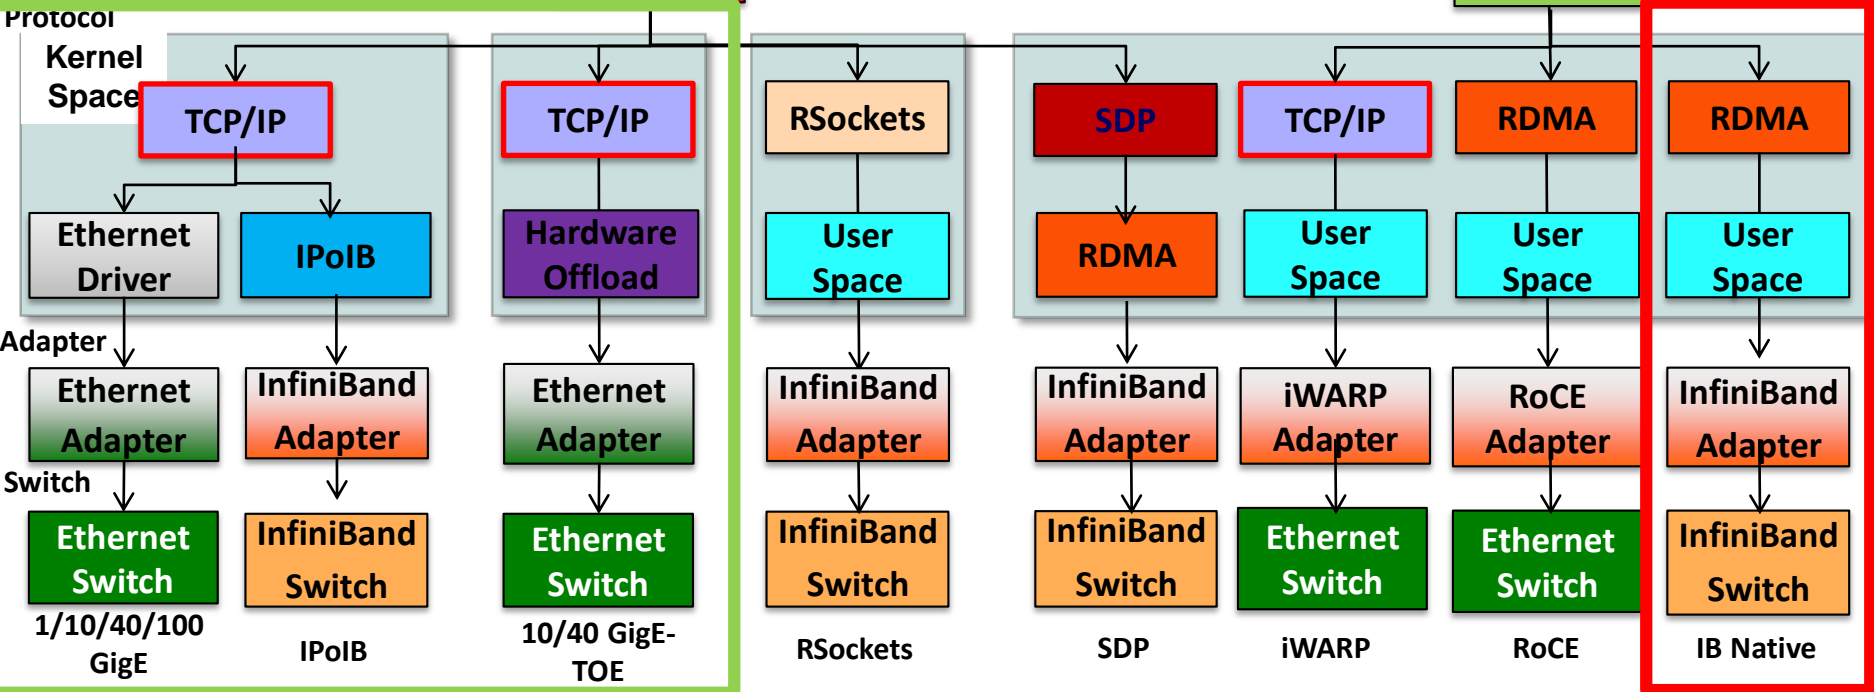 Protocol
Kernel
Space
TCP/IP
TCP/IP
RSockets
SDP
TCP/IP
RDMA
RDMA
Ethernet
Driver
IPoIB
Hardware
Offload
User
Space
RDMA
User
Space
User
Space
User
Space
Adapter
Ethernet
Adapter
InfiniBand
Adapter
Ethernet
Adapter
InfiniBand
Adapter
InfiniBand
Adapter
iWARP
Adapter
RoCE
Adapter
InfiniBand
Adapter
Switch
Ethernet
Switch
InfiniBand
Switch
Ethernet
Switch
InfiniBand
Switch
InfiniBand
Switch
Ethernet
Switch
Ethernet
Switch
InfiniBand
Switch
1/10/40/100
GigE
IPoIB
10/40 GigE-
TOE
RSockets
SDP
iWARP
RoCE
IB Native